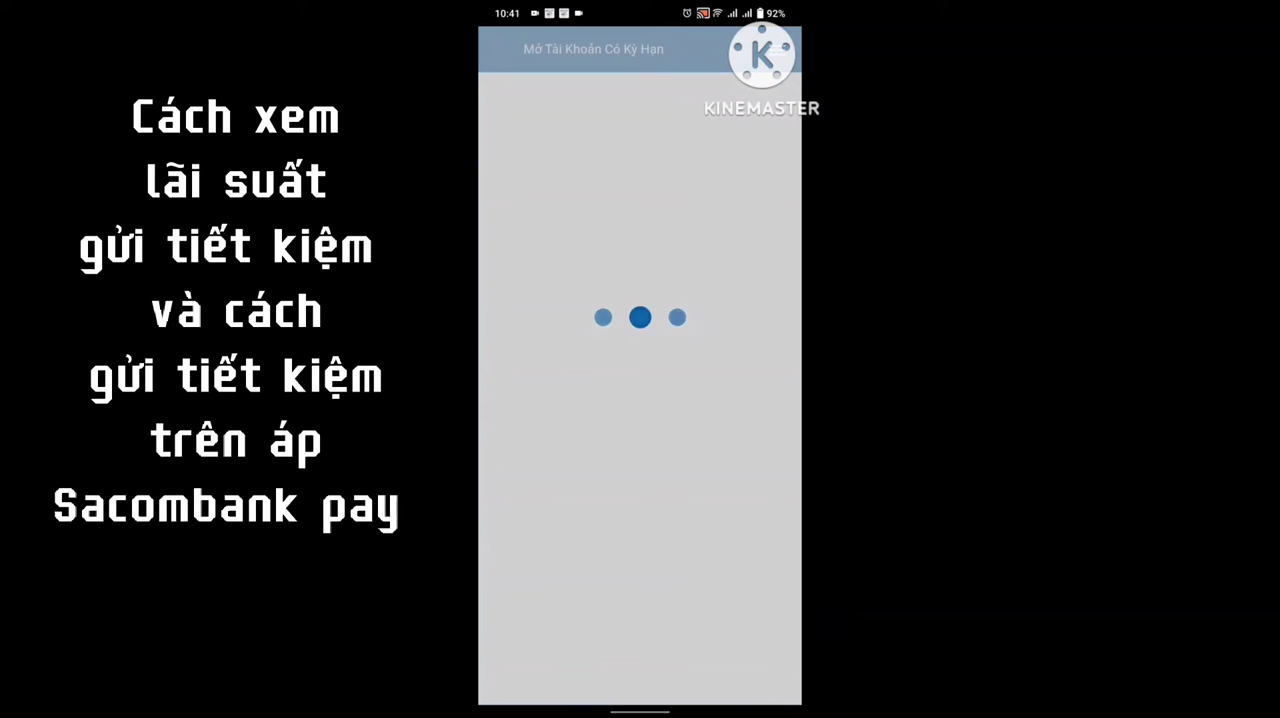 10:41
92%
Mở Tài Khoản Có Kỳ Hạn
K
KINEMASTER
Cách xem
lãi suất
gửi tiết kiệm
và cách
gửi tiết kiệm
trên áp
Sacombank pay